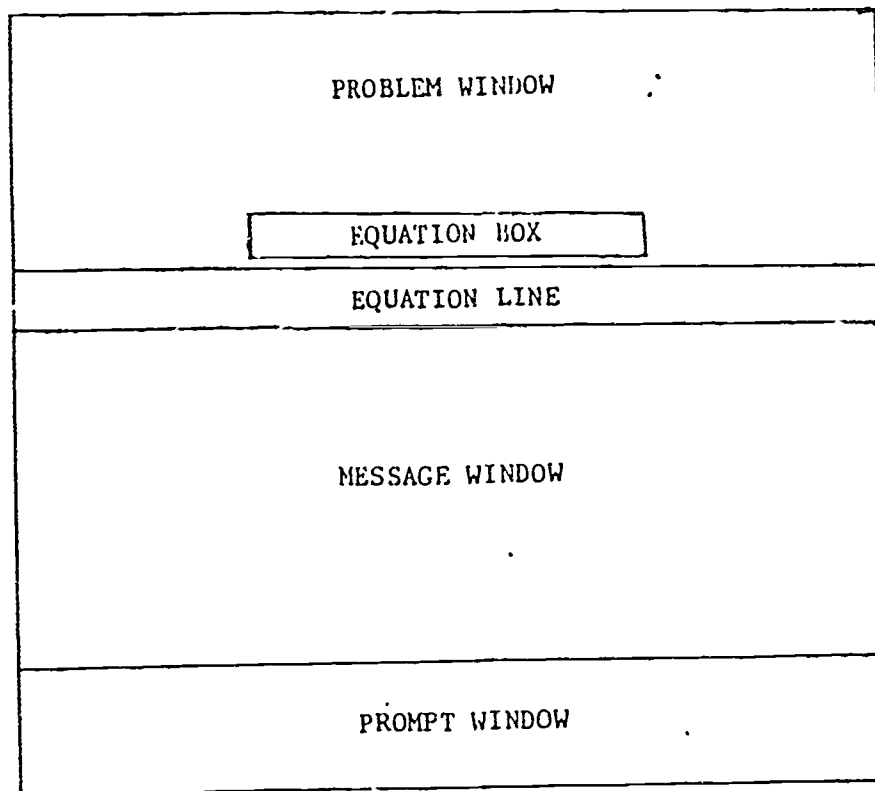 PROBLEM WINDOW
EQUATION BOX
EQUATION LINE
MESSAGE WINDOW
PROMPT WINDOW